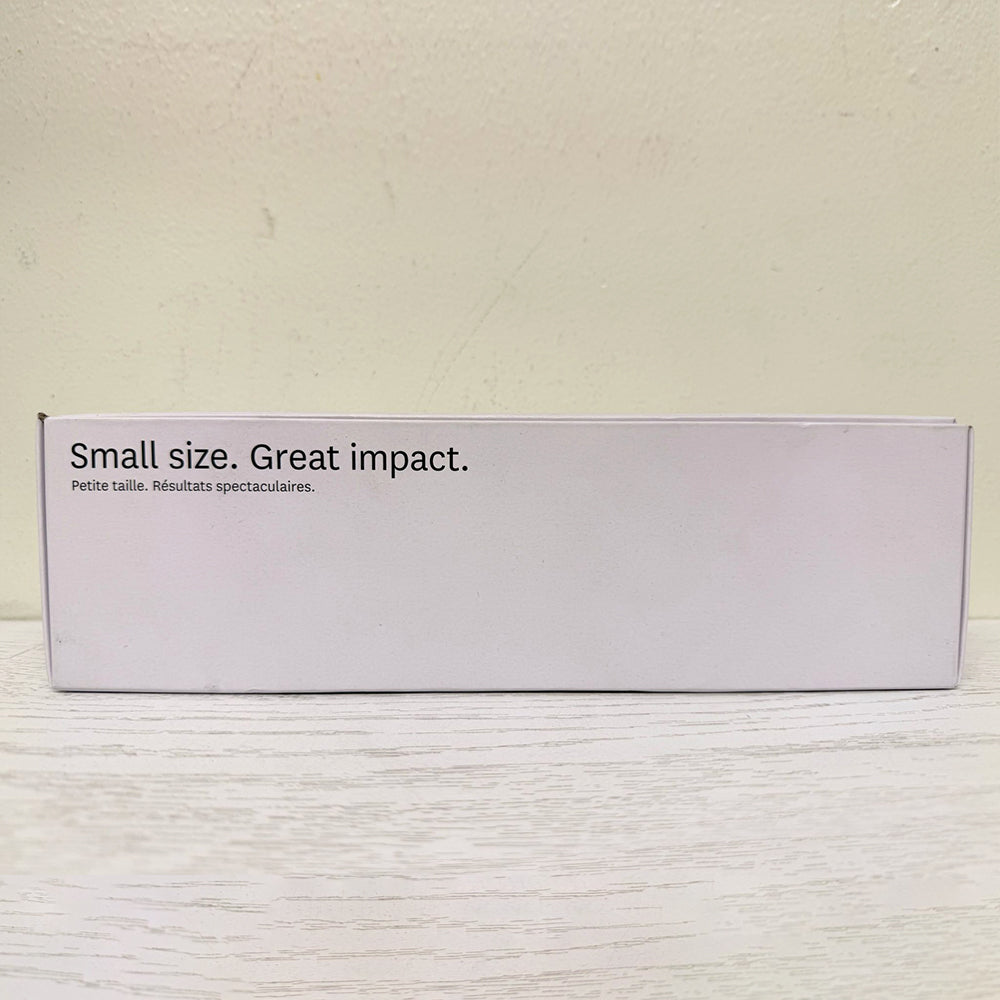 Small size. Great impact.
Petite taille. Résultats spectaculaires.